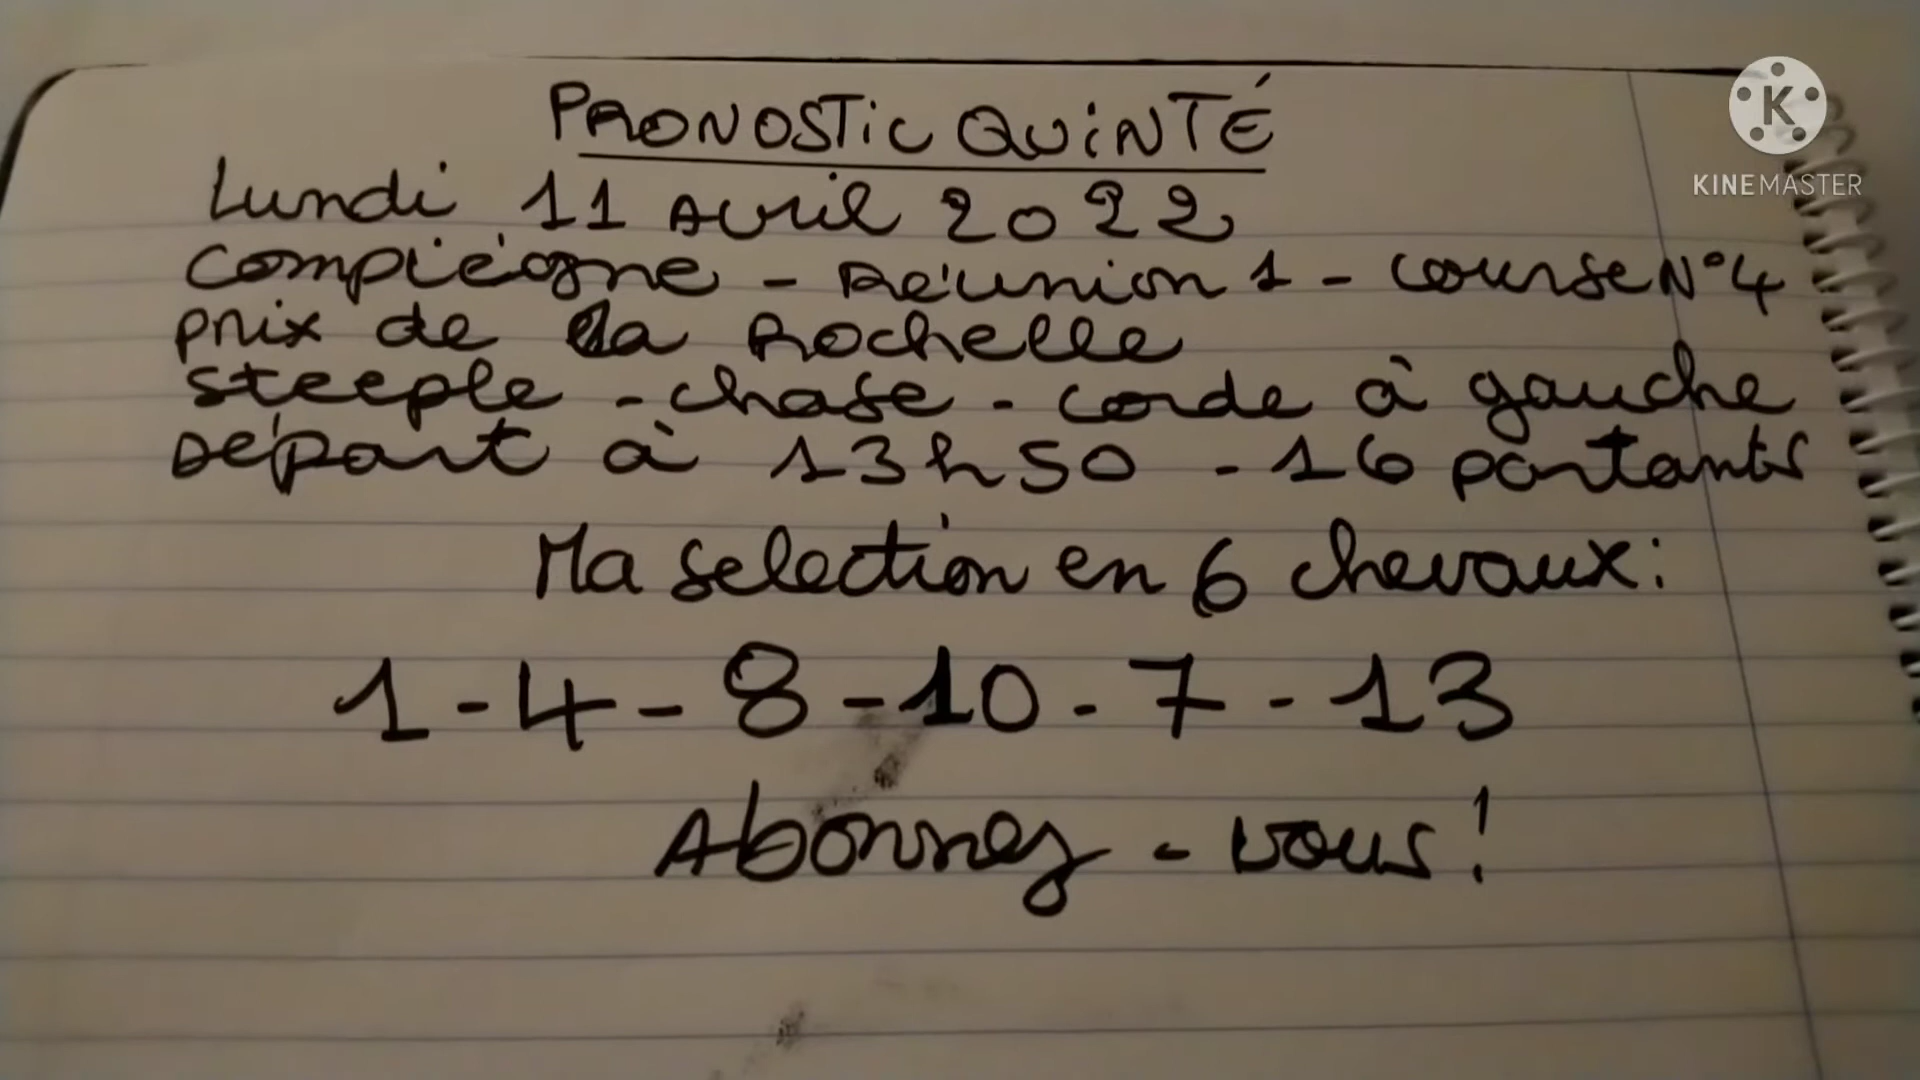 PRONOSTIC QUINTÉ
Lundi 11 Avril 2022
Compiégne - Réunion 1 - course N°4
prix de La Rochelle
steeple - chase - corde à gauche
Départ à 13h50 - 16 partants
Ma selection en 6 chevaux :
1 - 4 - 8 - 10 - 7 - 13
Abonnez - vous !
K
KINEMASTER